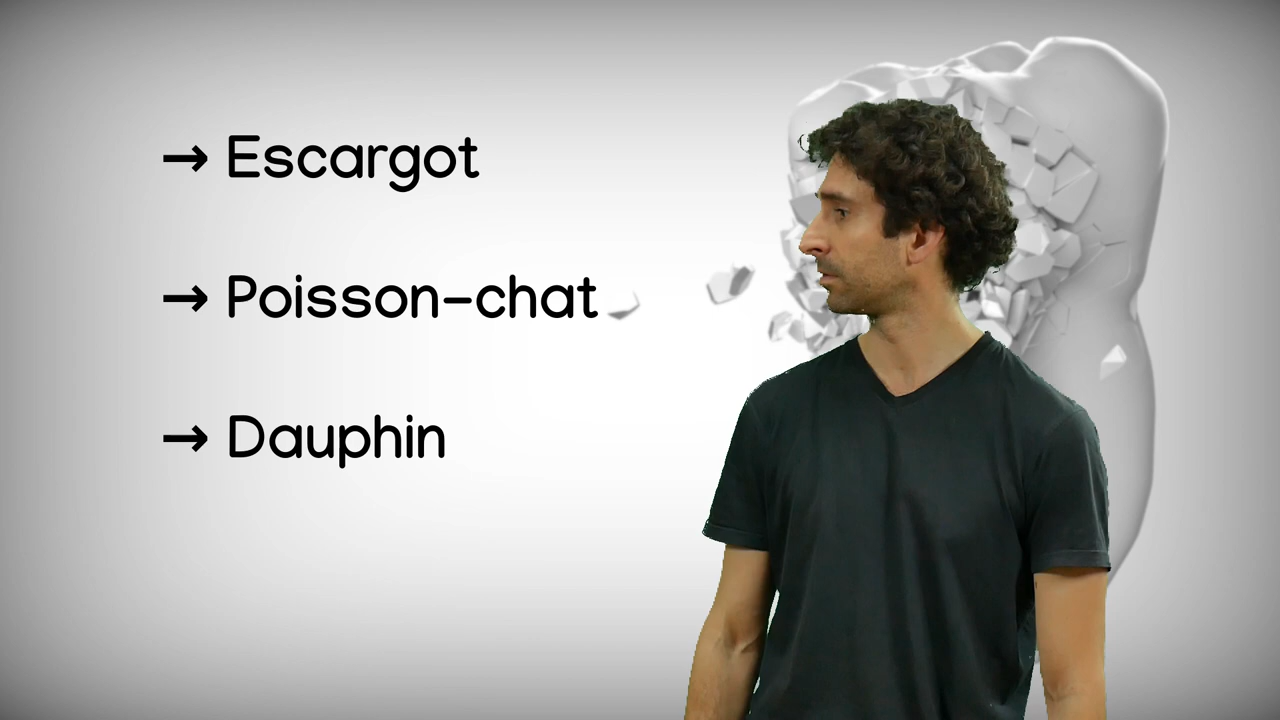 → Escargot
→ Poisson-chat
→ Dauphin